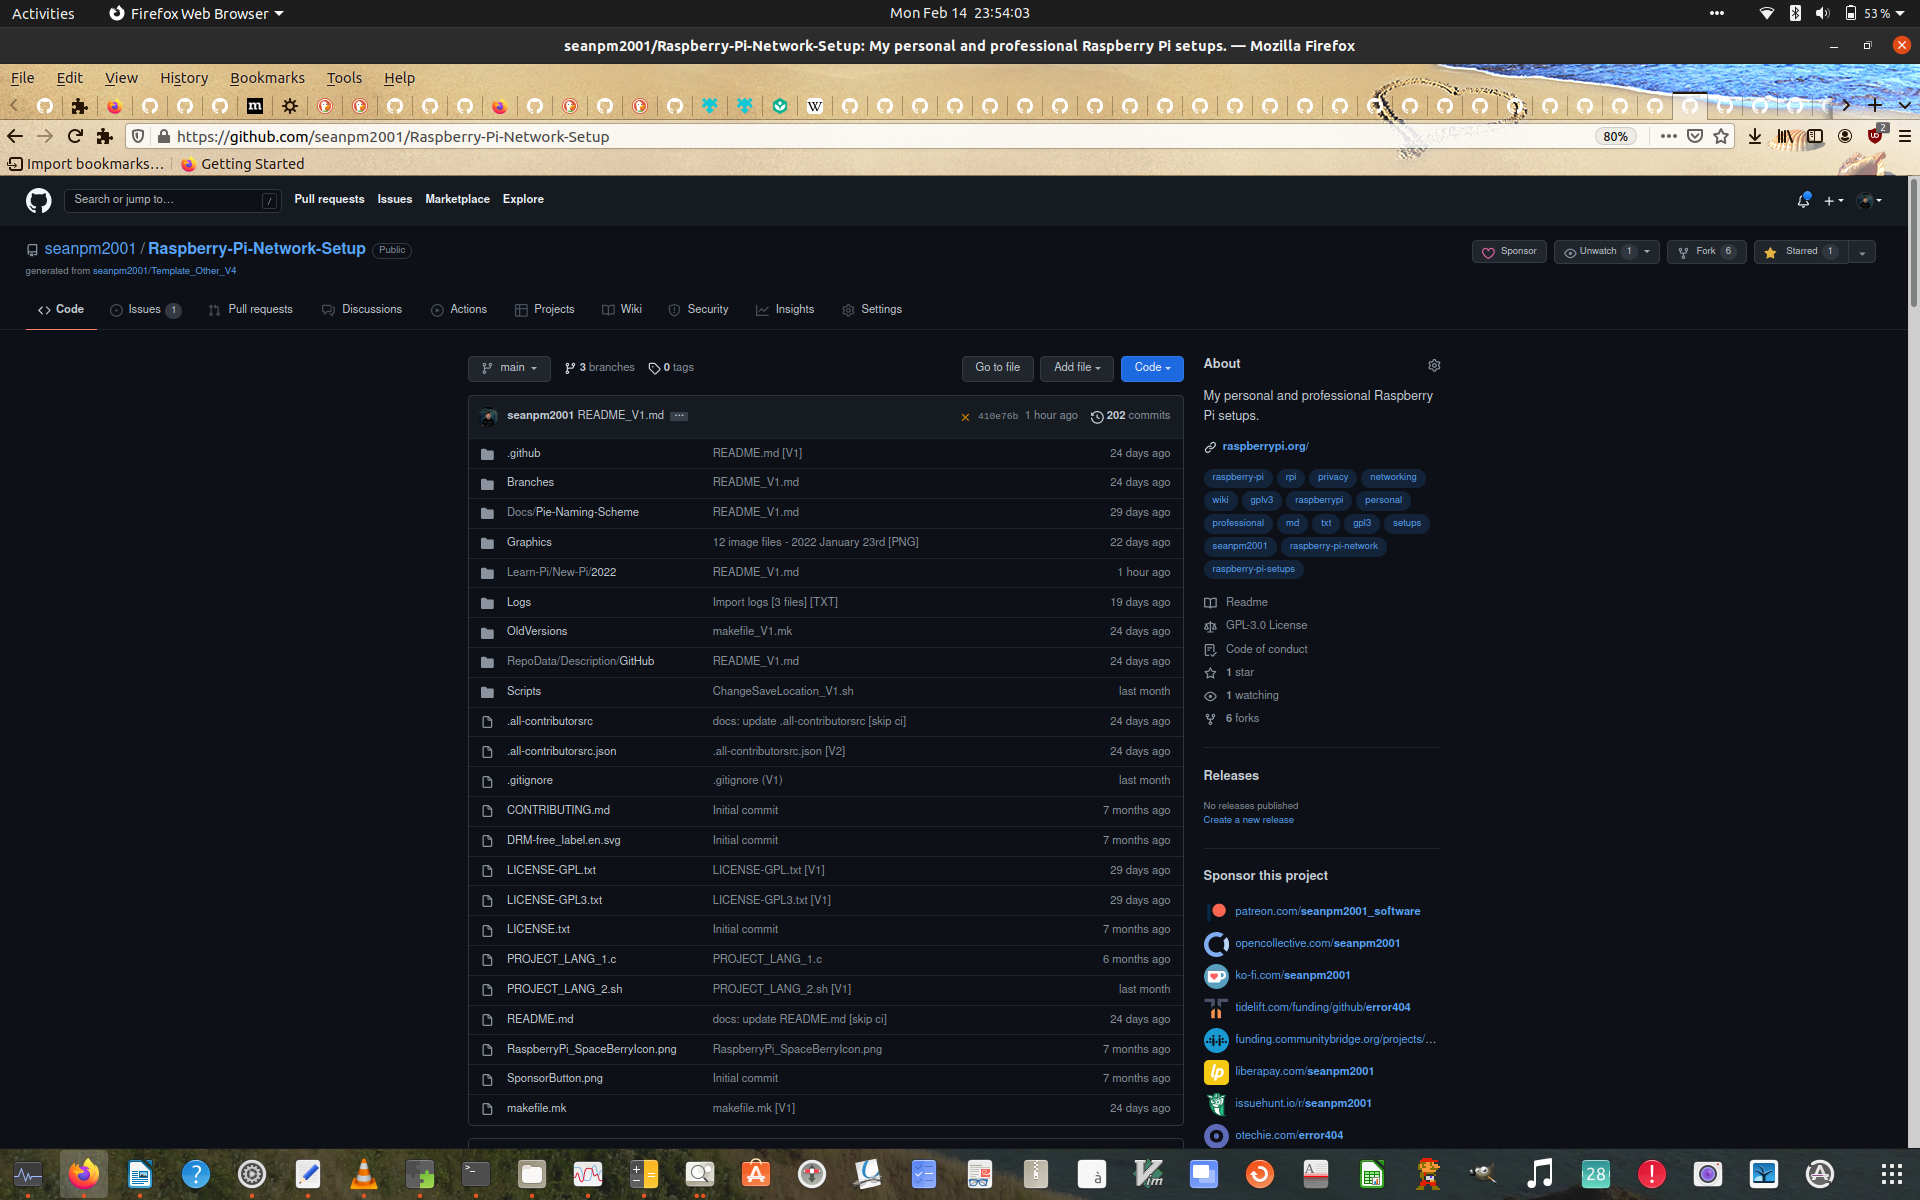 Activities
Firefox Web Browser
Mon Feb 14 23:54:03
53 %
seanpm2001/Raspberry-Pi-Network-Setup: My personal and professional Raspberry Pi setups. — Mozilla Firefox
File Edit View History Bookmarks Tools Help
https://github.com/seanpm2001/Raspberry-Pi-Network-Setup
80%
2
Import bookmarks…
Getting Started
Search or jump to… /
Pull requests Issues Marketplace Explore
seanpm2001 / Raspberry-Pi-Network-Setup Public
generated from seanpm2001/Template_Other_V4
Sponsor
Unwatch 1
Fork 6
Starred 1
Code
Issues 1
Pull requests
Discussions
Actions
Projects
Wiki
Security
Insights
Settings
main
3 branches
0 tags
Go to file
Add file
Code
seanpm2001 README_V1.md
410e76b 1 hour ago 202 commits
.github README.md [V1] 24 days ago
Branches README_V1.md 24 days ago
Docs/Pie-Naming-Scheme README_V1.md 29 days ago
Graphics 12 image files - 2022 January 23rd [PNG] 22 days ago
Learn-Pi/New-Pi/2022 README_V1.md 1 hour ago
Logs Import logs [3 files] [TXT] 19 days ago
OldVersions makefile_V1.mk 24 days ago
RepoData/Description/GitHub README_V1.md 24 days ago
Scripts ChangeSaveLocation_V1.sh last month
.all-contributorsrc docs: update .all-contributorsrc [skip ci] 24 days ago
.all-contributorsrc.json .all-contributorsrc.json [V2] 24 days ago
.gitignore .gitignore (V1) last month
CONTRIBUTING.md Initial commit 7 months ago
DRM-free_label.en.svg Initial commit 7 months ago
LICENSE-GPL.txt LICENSE-GPL.txt [V1] 29 days ago
LICENSE-GPL3.txt LICENSE-GPL3.txt [V1] 29 days ago
LICENSE.txt Initial commit 7 months ago
PROJECT_LANG_1.c PROJECT_LANG_1.c 6 months ago
PROJECT_LANG_2.sh PROJECT_LANG_2.sh [V1] last month
README.md docs: update README.md [skip ci] 24 days ago
RaspberryPi_SpaceBerryIcon.png RaspberryPi_SpaceBerryIcon.png 7 months ago
SponsorButton.png Initial commit 7 months ago
makefile.mk makefile.mk [V1] 24 days ago
About
My personal and professional Raspberry
Pi setups.
raspberrypi.org/
raspberry-pi rpi privacy networking
wiki gplv3 raspberrypi personal
professional md txt gpl3 setups
seanpm2001 raspberry-pi-network
raspberry-pi-setups
Readme
GPL-3.0 License
Code of conduct
1 star
1 watching
6 forks
Releases
No releases published
Create a new release
Sponsor this project
patreon.com/seanpm2001_software
opencollective.com/seanpm2001
ko-fi.com/seanpm2001
tidelift.com/funding/github/error404
funding.communitybridge.org/projects/…
liberapay.com/seanpm2001
issuehunt.io/r/seanpm2001
otechie.com/error404
28